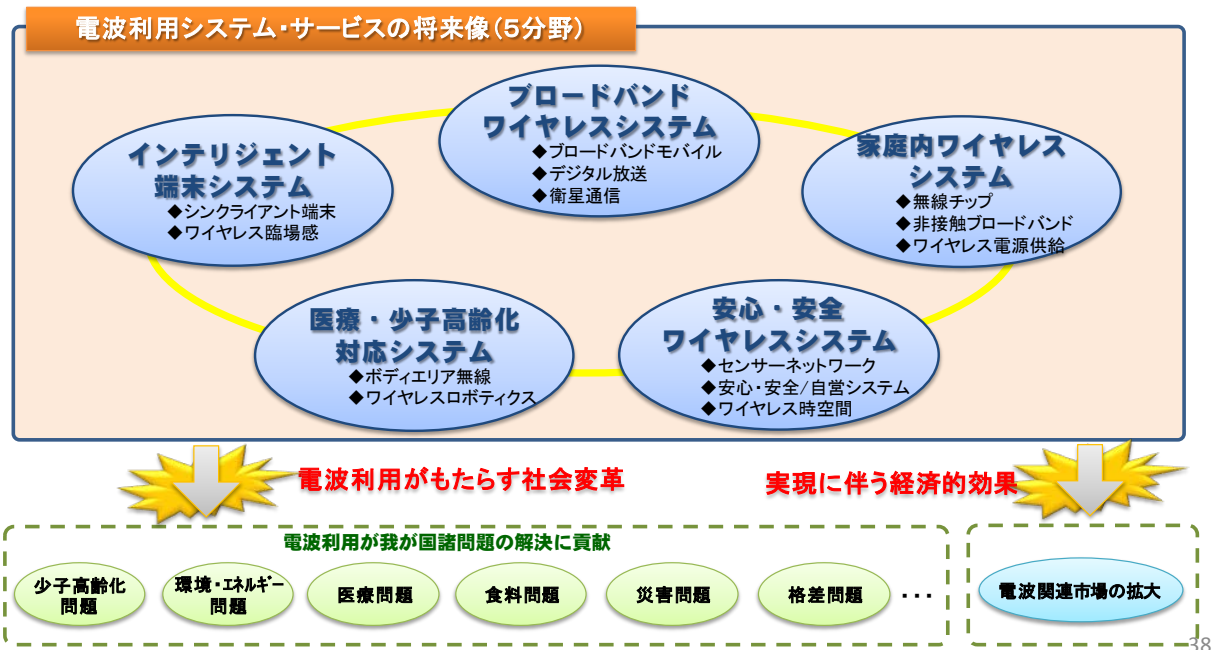 電波利用システム・サービスの将来像（５分野）
ブロードバンド
ワイヤレスシステム
◆ブロードバンドモバイル
◆デジタル放送
◆衛星通信
インテリジェント
端末システム
◆シンクライアント端末
◆ワイヤレス臨場感
家庭内ワイヤレス
システム
◆無線チップ
◆非接触ブロードバンド
◆ワイヤレス電源供給
医療・少子高齢化
対応システム
◆ボディエリア無線
◆ワイヤレスロボティクス
安心・安全
ワイヤレスシステム
◆センサーネットワーク
◆安心・安全/自営システム
◆ワイヤレス時空間
電波利用がもたらす社会変革
実現に伴う経済的効果
電波利用が我が国諸問題の解決に貢献
少子高齢化
問題
環境・エネルギー
問題
医療問題
食料問題
災害問題
格差問題
・・・
電波関連市場の拡大
38